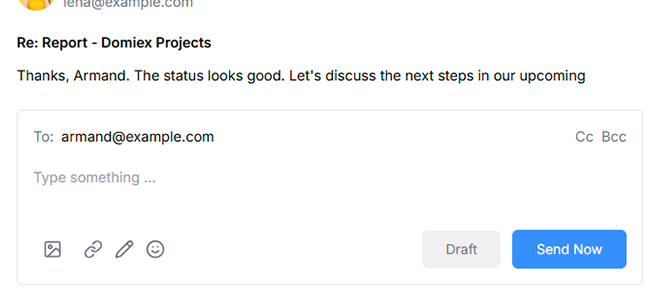 lena@example.com
Re: Report - Domiex Projects
Thanks, Armand. The status looks good. Let's discuss the next steps in our upcoming
To: armand@example.com Cc Bcc
Type something ...
Draft Send Now